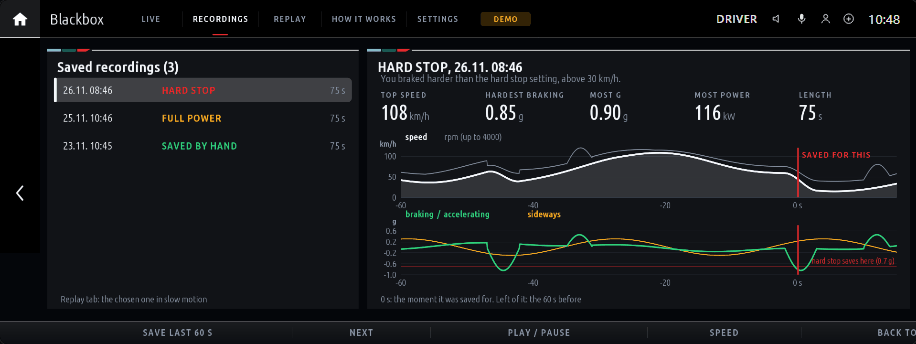 Blackbox LIVE RECORDINGS REPLAY HOW IT WORKS SETTINGS DEMO DRIVER 10:48
Saved recordings (3)
26.11. 08:46 HARD STOP 75 s
25.11. 10:46 FULL POWER 75 s
23.11. 10:45 SAVED BY HAND 75 s
Replay tab: the chosen one in slow motion
HARD STOP, 26.11. 08:46
You braked harder than the hard stop setting, above 30 km/h.
TOP SPEED HARDEST BRAKING MOST G MOST POWER LENGTH
108 km/h 0.85 g 0.90 g 116 kW 75 s
speed rpm (up to 4000)
km/h
SAVED FOR THIS
100
50
0
-60 -40 -20 0 s
braking / accelerating sideways
g
0.6
0.2
-0.2
-0.6
-1.0
hard stop saves here (0.7 g)
-60 -40 -20 0 s
0 s: the moment it was saved for. Left of it: the 60 s before
SAVE LAST 60 S NEXT PLAY / PAUSE SPEED BACK TO